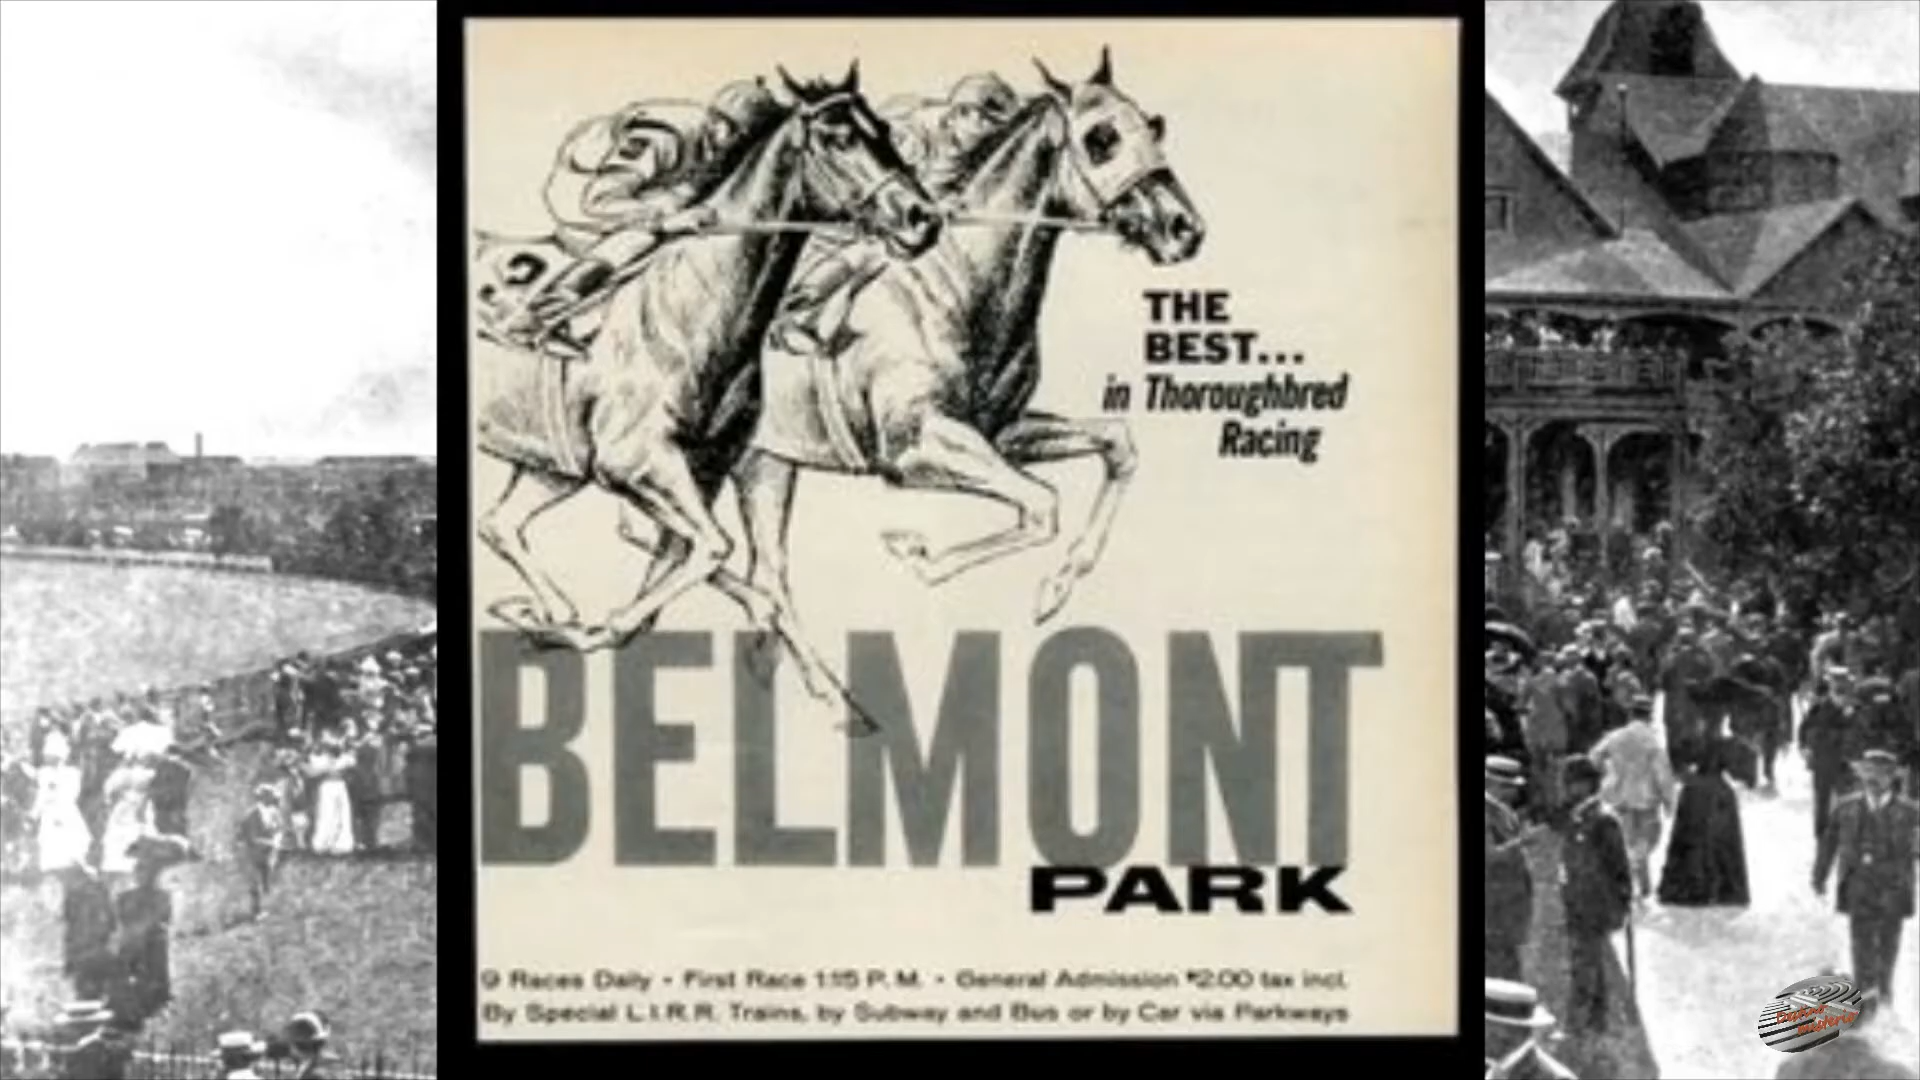 THE
BEST...
in Thoroughbred
Racing
BELMONT
PARK
9 Races Daily • First Race 1:15 P. M. • General Admission $2.00 tax incl.
By Special L.I.R.R. Trains, by Subway and Bus or by Car via Parkways